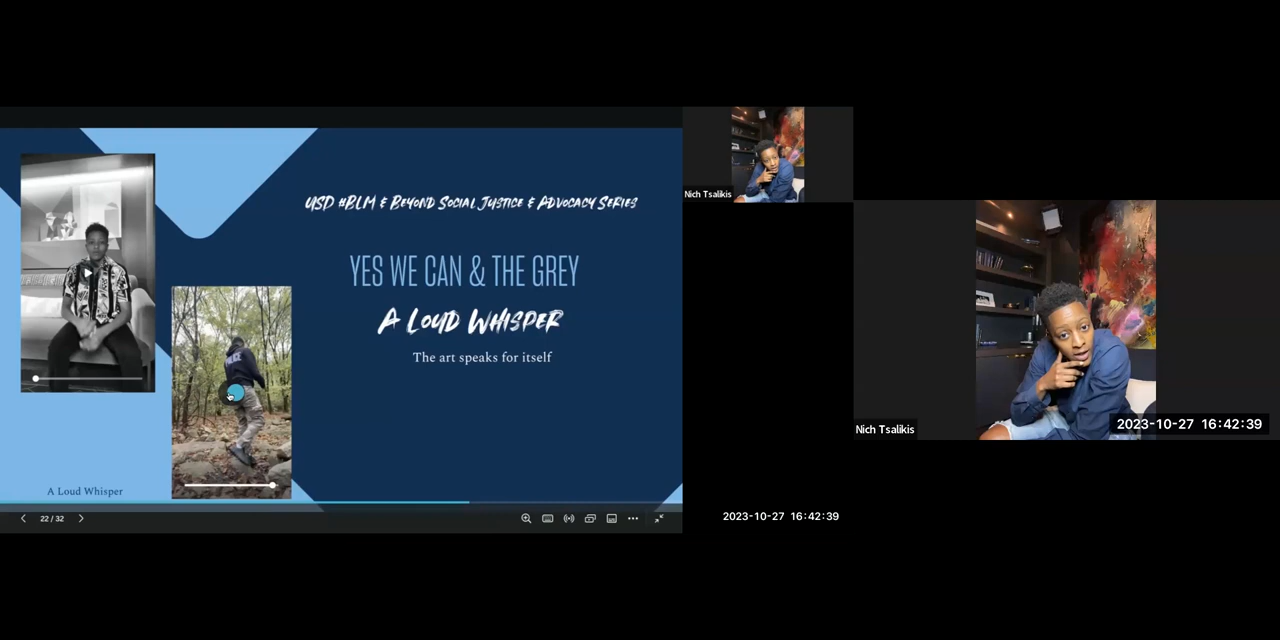 USD #BLM & Beyond Social Justice & Advocacy Series
YES WE CAN & THE GREY
A Loud Whisper
The art speaks for itself
A Loud Whisper
22 / 32
Nich Tsalikis
2023-10-27 16:42:39
Nich Tsalikis
2023-10-27 16:42:39